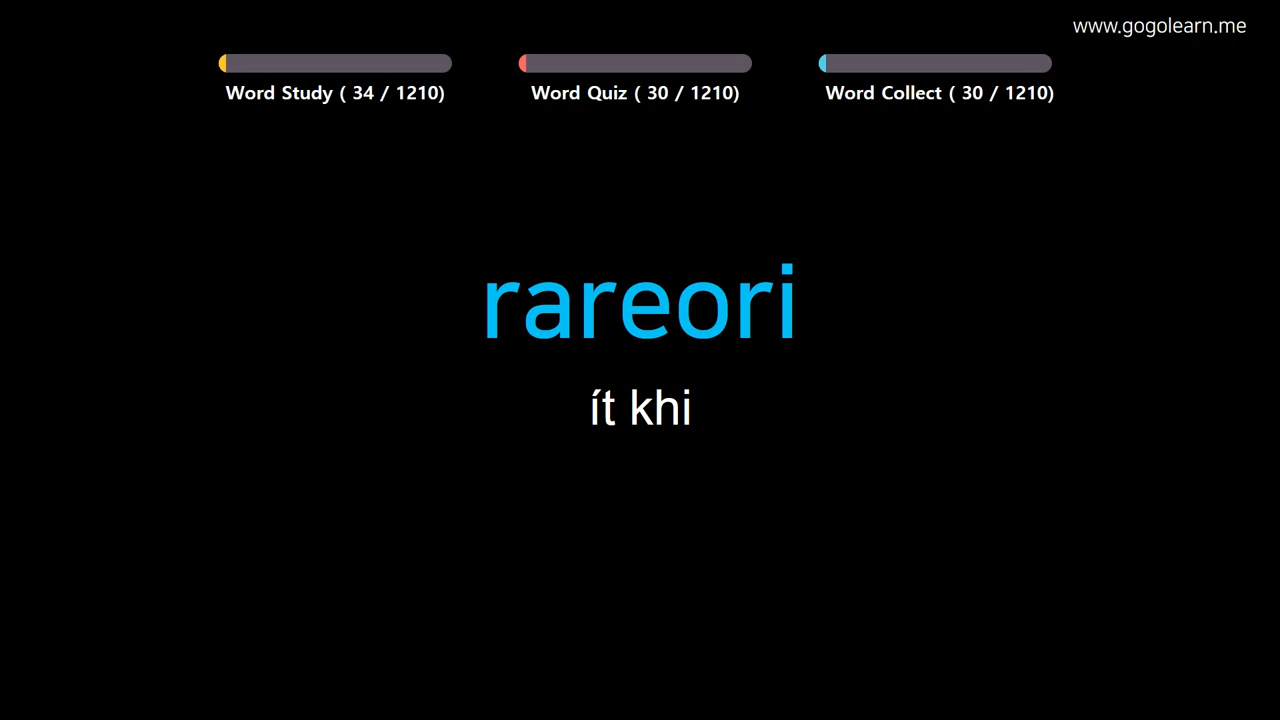 www.gogolearn.me
Word Study ( 34 / 1210)
Word Quiz ( 30 / 1210)
Word Collect ( 30 / 1210)
rareori
ít khi